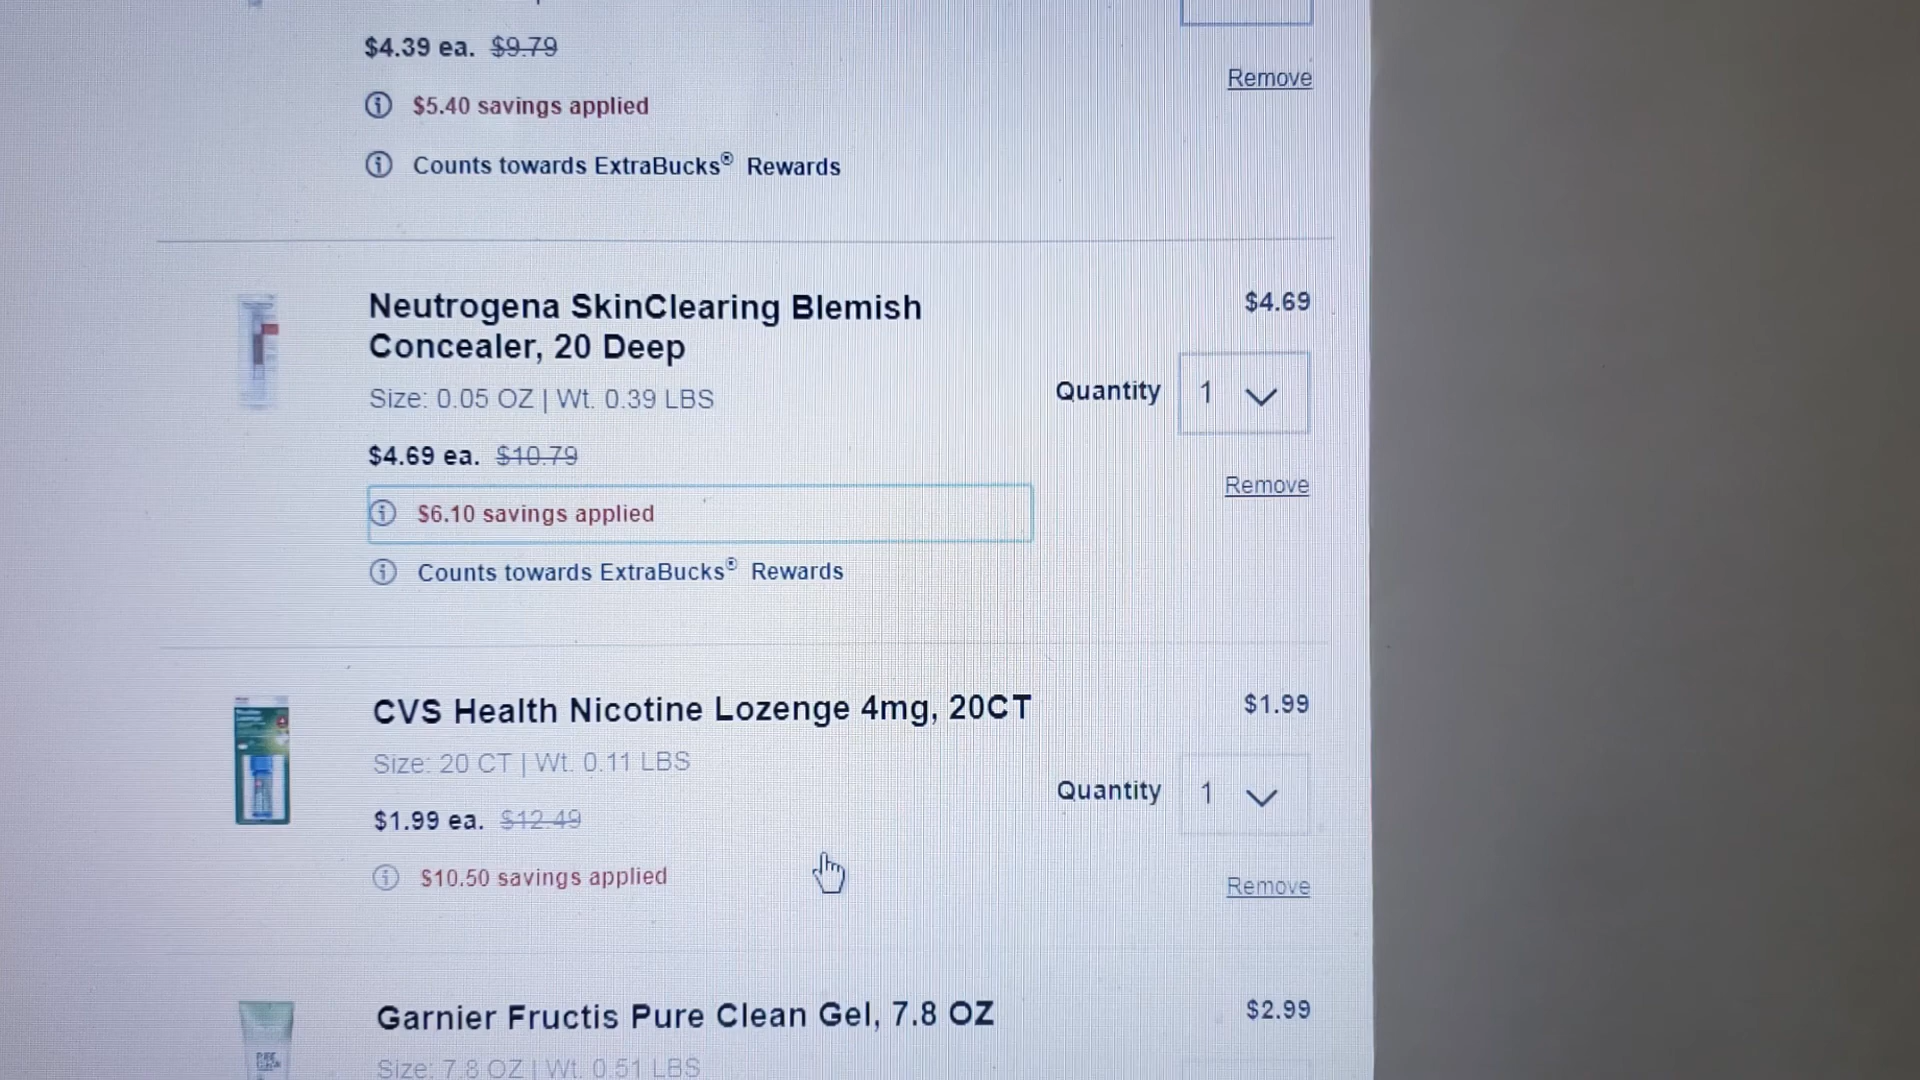 $4.39 ea. $9.79
Remove
$5.40 savings applied
Counts towards ExtraBucks® Rewards
Neutrogena SkinClearing Blemish
Concealer, 20 Deep
$4.69
Size: 0.05 OZ | Wt. 0.39 LBS
Quantity 1
$4.69 ea. $10.79
Remove
$6.10 savings applied
Counts towards ExtraBucks® Rewards
CVS Health Nicotine Lozenge 4mg, 20CT
$1.99
Size: 20 CT | Wt. 0.11 LBS
Quantity 1
$1.99 ea. $12.49
$10.50 savings applied
Remove
Garnier Fructis Pure Clean Gel, 7.8 OZ
$2.99
Size: 7.8 OZ | Wt. 0.51 LBS